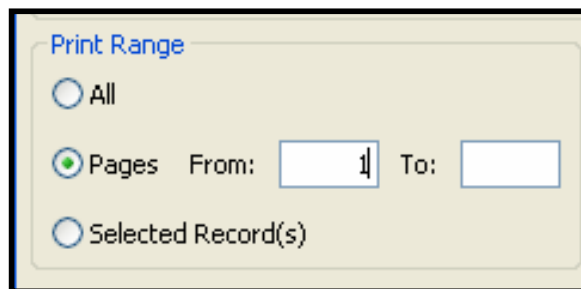 Print Range
All
Pages From: 1 To:
Selected Record(s)